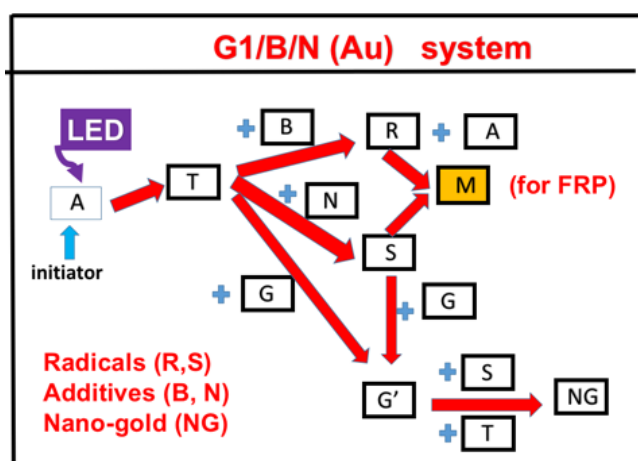 G1/B/N (Au) system
LED
+ B
R + A
A
T
+ N
M (for FRP)
initiator
S
+ G
+ G
Radicals (R,S)
Additives (B, N)
Nano-gold (NG)
+ S
G’
NG
+ T